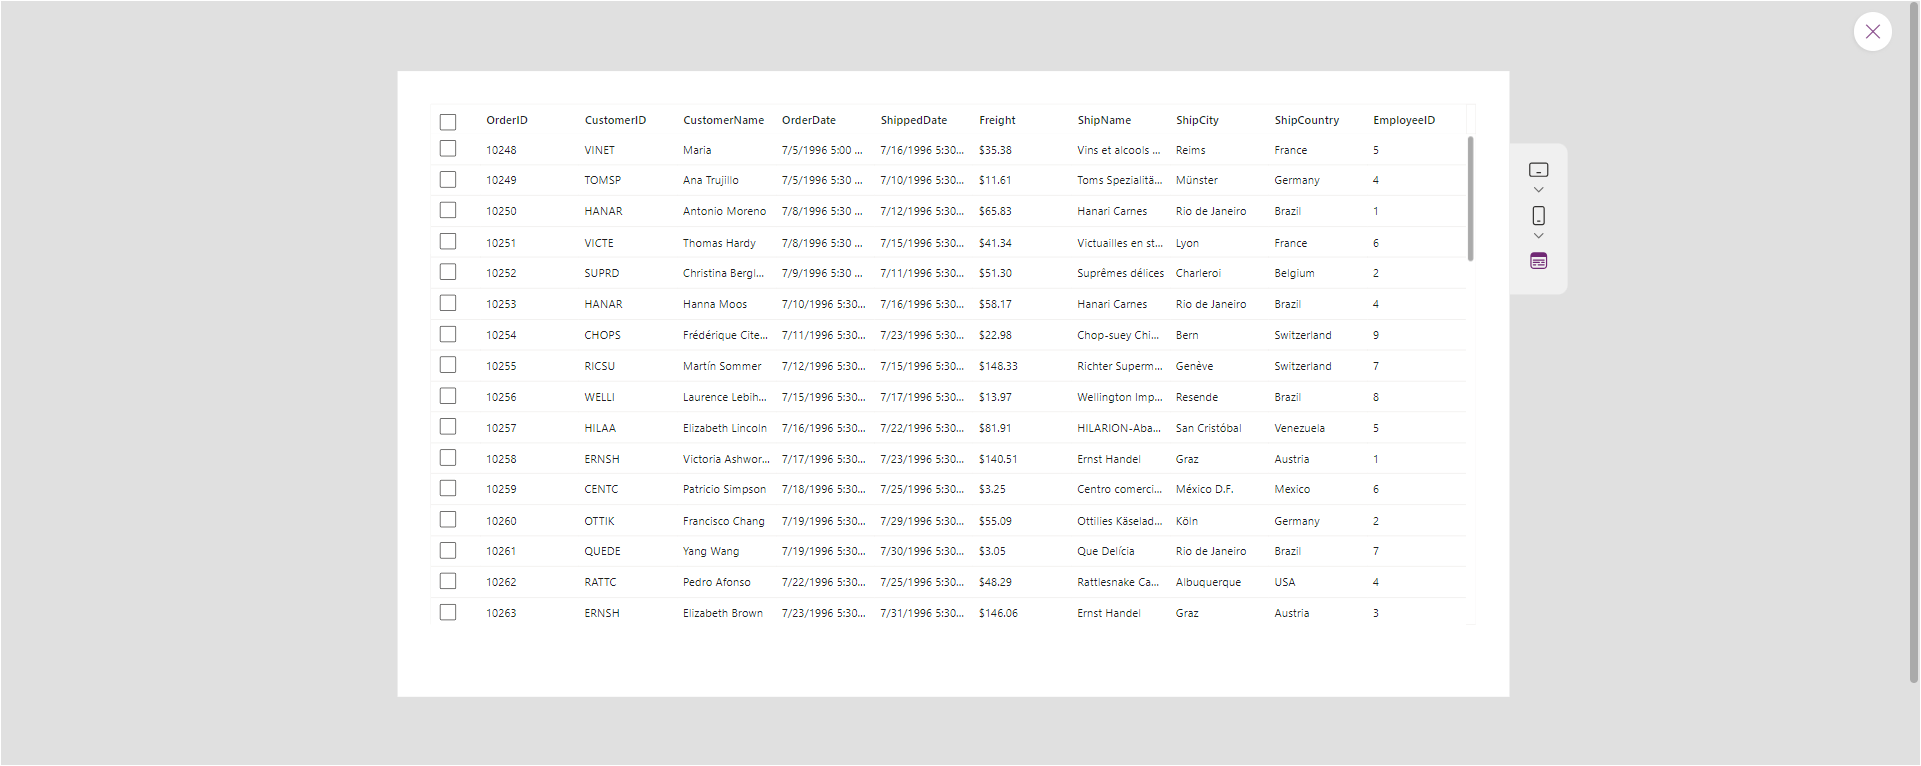 OrderID CustomerID CustomerName OrderDate ShippedDate Freight ShipName ShipCity ShipCountry EmployeeID
10248 VINET Maria 7/5/1996 5:00 ... 7/16/1996 5:30... $35.38 Vins et alcools ... Reims France 5
10249 TOMSP Ana Trujillo 7/5/1996 5:30 ... 7/10/1996 5:30... $11.61 Toms Spezialitä... Münster Germany 4
10250 HANAR Antonio Moreno 7/8/1996 5:30 ... 7/12/1996 5:30... $65.83 Hanari Carnes Rio de Janeiro Brazil 1
10251 VICTE Thomas Hardy 7/8/1996 5:30 ... 7/15/1996 5:30... $41.34 Victuailles en st... Lyon France 6
10252 SUPRD Christina Bergl... 7/9/1996 5:30 ... 7/11/1996 5:30... $51.30 Suprêmes délices Charleroi Belgium 2
10253 HANAR Hanna Moos 7/10/1996 5:30... 7/16/1996 5:30... $58.17 Hanari Carnes Rio de Janeiro Brazil 4
10254 CHOPS Frédérique Cite... 7/11/1996 5:30... 7/23/1996 5:30... $22.98 Chop-suey Chi... Bern Switzerland 9
10255 RICSU Martín Sommer 7/12/1996 5:30... 7/15/1996 5:30... $148.33 Richter Superm... Genève Switzerland 7
10256 WELLI Laurence Lebih... 7/15/1996 5:30... 7/17/1996 5:30... $13.97 Wellington Imp... Resende Brazil 8
10257 HILAA Elizabeth Lincoln 7/16/1996 5:30... 7/22/1996 5:30... $81.91 HILARION-Aba... San Cristóbal Venezuela 5
10258 ERNSH Victoria Ashwor... 7/17/1996 5:30... 7/23/1996 5:30... $140.51 Ernst Handel Graz Austria 1
10259 CENTC Patricio Simpson 7/18/1996 5:30... 7/25/1996 5:30... $3.25 Centro comerci... México D.F. Mexico 6
10260 OTTIK Francisco Chang 7/19/1996 5:30... 7/29/1996 5:30... $55.09 Ottilies Käselad... Köln Germany 2
10261 QUEDE Yang Wang 7/19/1996 5:30... 7/30/1996 5:30... $3.05 Que Delícia Rio de Janeiro Brazil 7
10262 RATTC Pedro Afonso 7/22/1996 5:30... 7/25/1996 5:30... $48.29 Rattlesnake Ca... Albuquerque USA 4
10263 ERNSH Elizabeth Brown 7/23/1996 5:30... 7/31/1996 5:30... $146.06 Ernst Handel Graz Austria 3